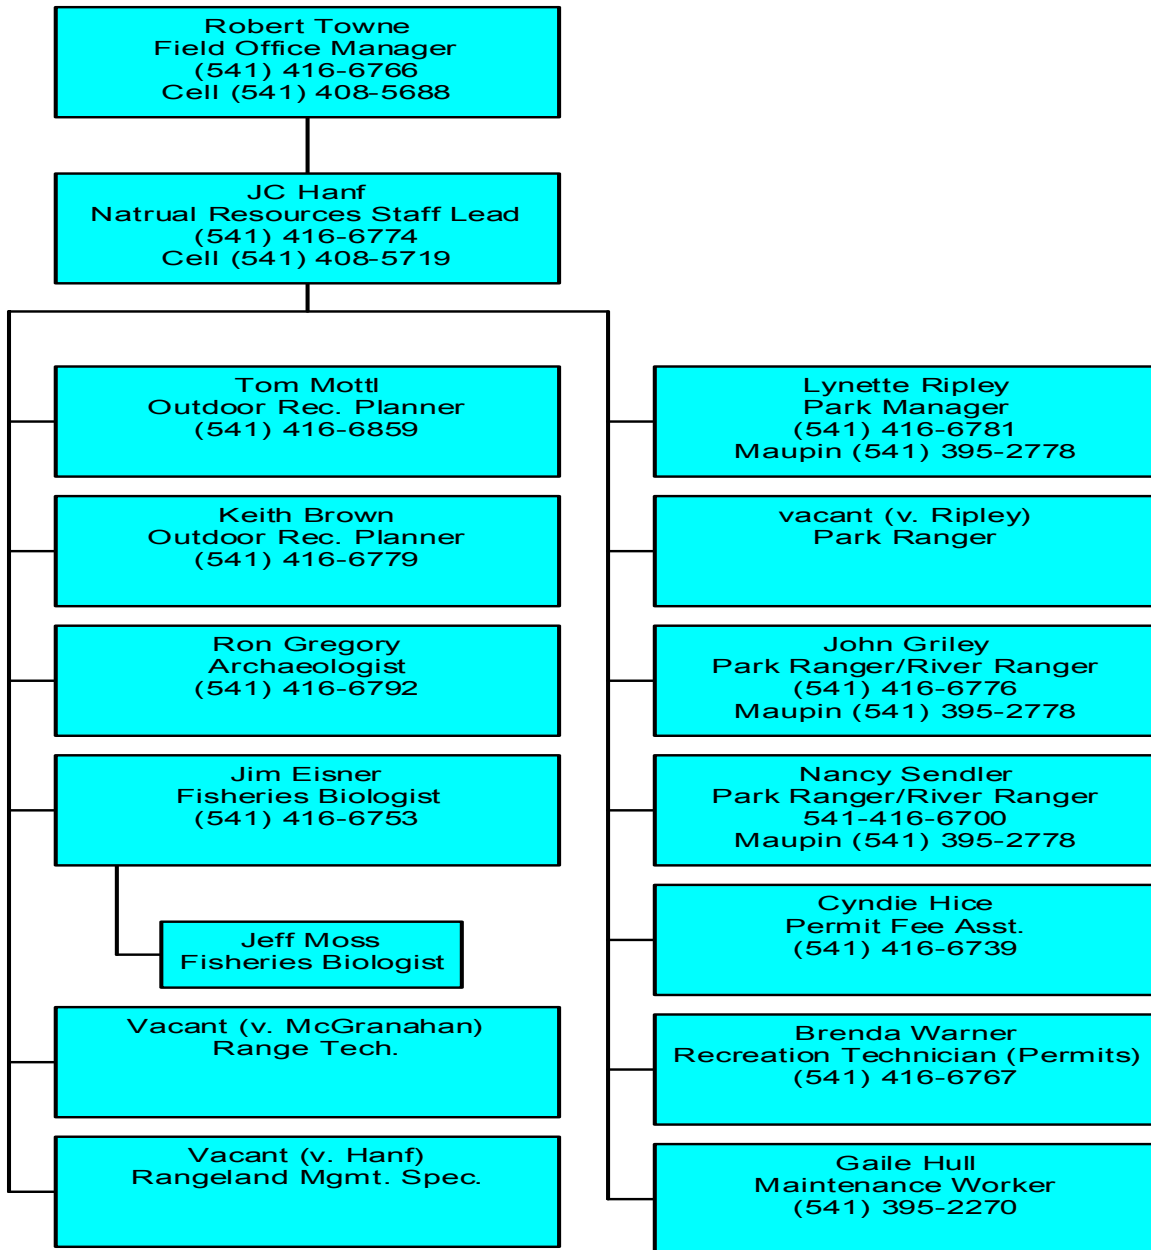 Robert Towne
Field Office Manager
(541) 416-6766
Cell (541) 408-5688
JC Hanf
Natrual Resources Staff Lead
(541) 416-6774
Cell (541) 408-5719
Tom Mottl
Outdoor Rec. Planner
(541) 416-6859
Keith Brown
Outdoor Rec. Planner
(541) 416-6779
Ron Gregory
Archaeologist
(541) 416-6792
Jim Eisner
Fisheries Biologist
(541) 416-6753
Jeff Moss
Fisheries Biologist
Vacant (v. McGranahan)
Range Tech.
Vacant (v. Hanf)
Rangeland Mgmt. Spec.
Lynette Ripley
Park Manager
(541) 416-6781
Maupin (541) 395-2778
vacant (v. Ripley)
Park Ranger
John Griley
Park Ranger/River Ranger
(541) 416-6776
Maupin (541) 395-2778
Nancy Sendler
Park Ranger/River Ranger
541-416-6700
Maupin (541) 395-2778
Cyndie Hice
Permit Fee Asst.
(541) 416-6739
Brenda Warner
Recreation Technician (Permits)
(541) 416-6767
Gaile Hull
Maintenance Worker
(541) 395-2270